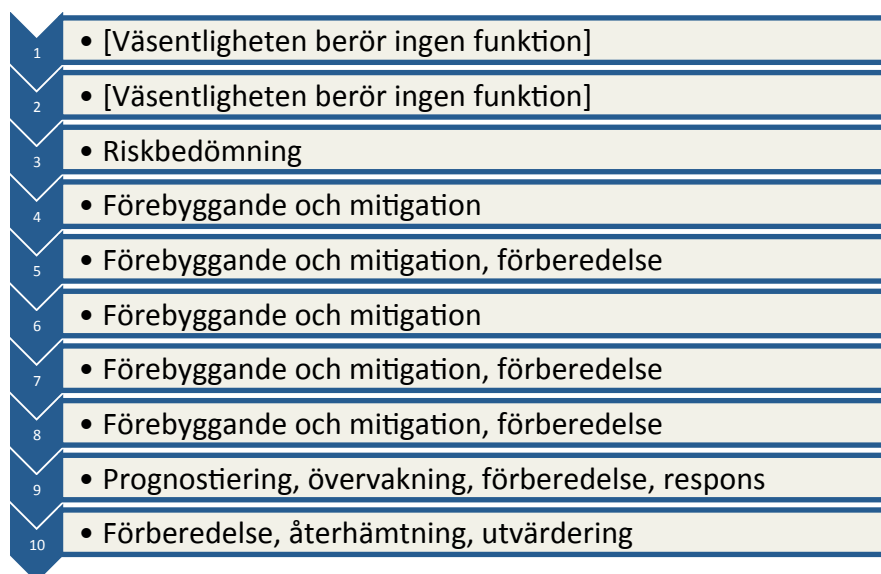 1 • [Väsentligheten berör ingen funktion]
2 • [Väsentligheten berör ingen funktion]
3 • Riskbedömning
4 • Förebyggande och mitigation
5 • Förebyggande och mitigation, förberedelse
6 • Förebyggande och mitigation
7 • Förebyggande och mitigation, förberedelse
8 • Förebyggande och mitigation, förberedelse
9 • Prognostiering, övervakning, förberedelse, respons
10 • Förberedelse, återhämtning, utvärdering